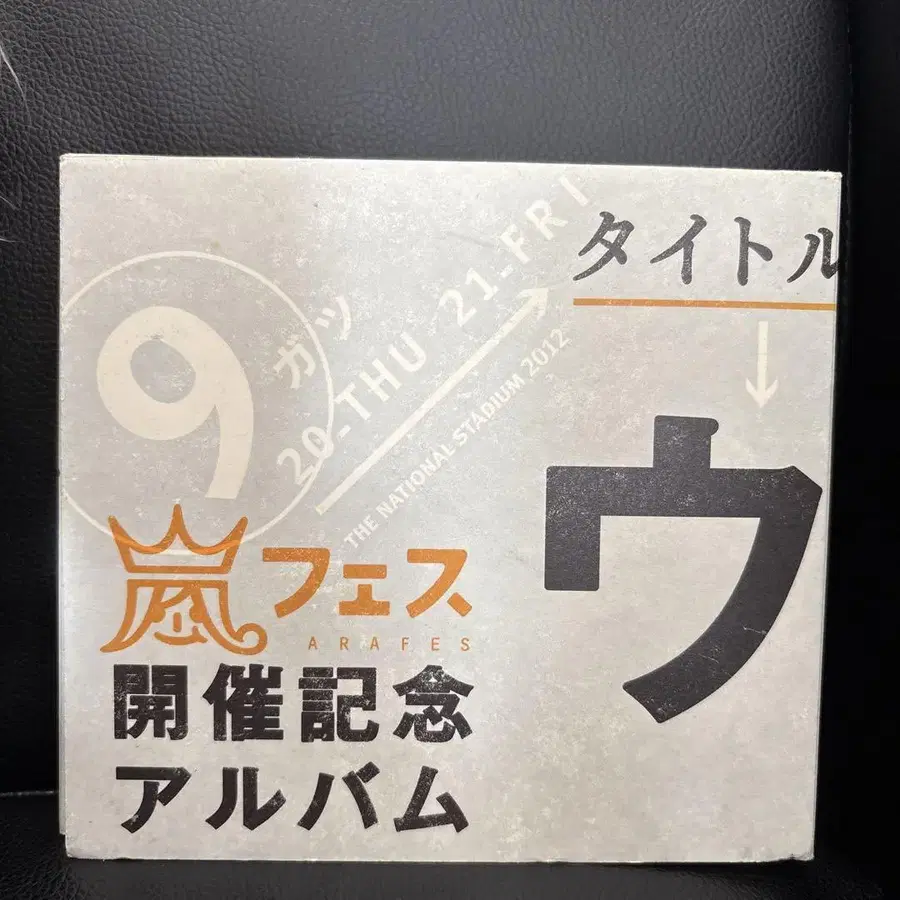 9
ガツ
20-THU 21-FRI
THE NATIONAL STADIUM 2012
タイトル
ウ
嵐フェス
ARAFES
開催記念
アルバム